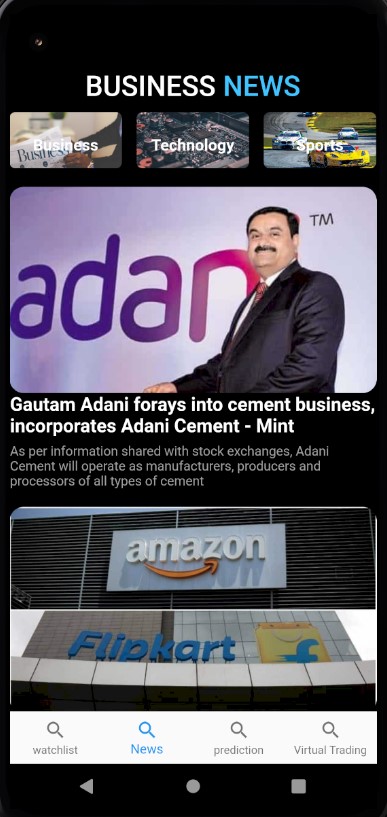 BUSINESS NEWS
Business
Technology
Sports
adan
TM
Gautam Adani forays into cement business,
incorporates Adani Cement - Mint
As per information shared with stock exchanges, Adani
Cement will operate as manufacturers, producers and
processors of all types of cement
amazon
Flipkart
watchlist
News
prediction
Virtual Trading